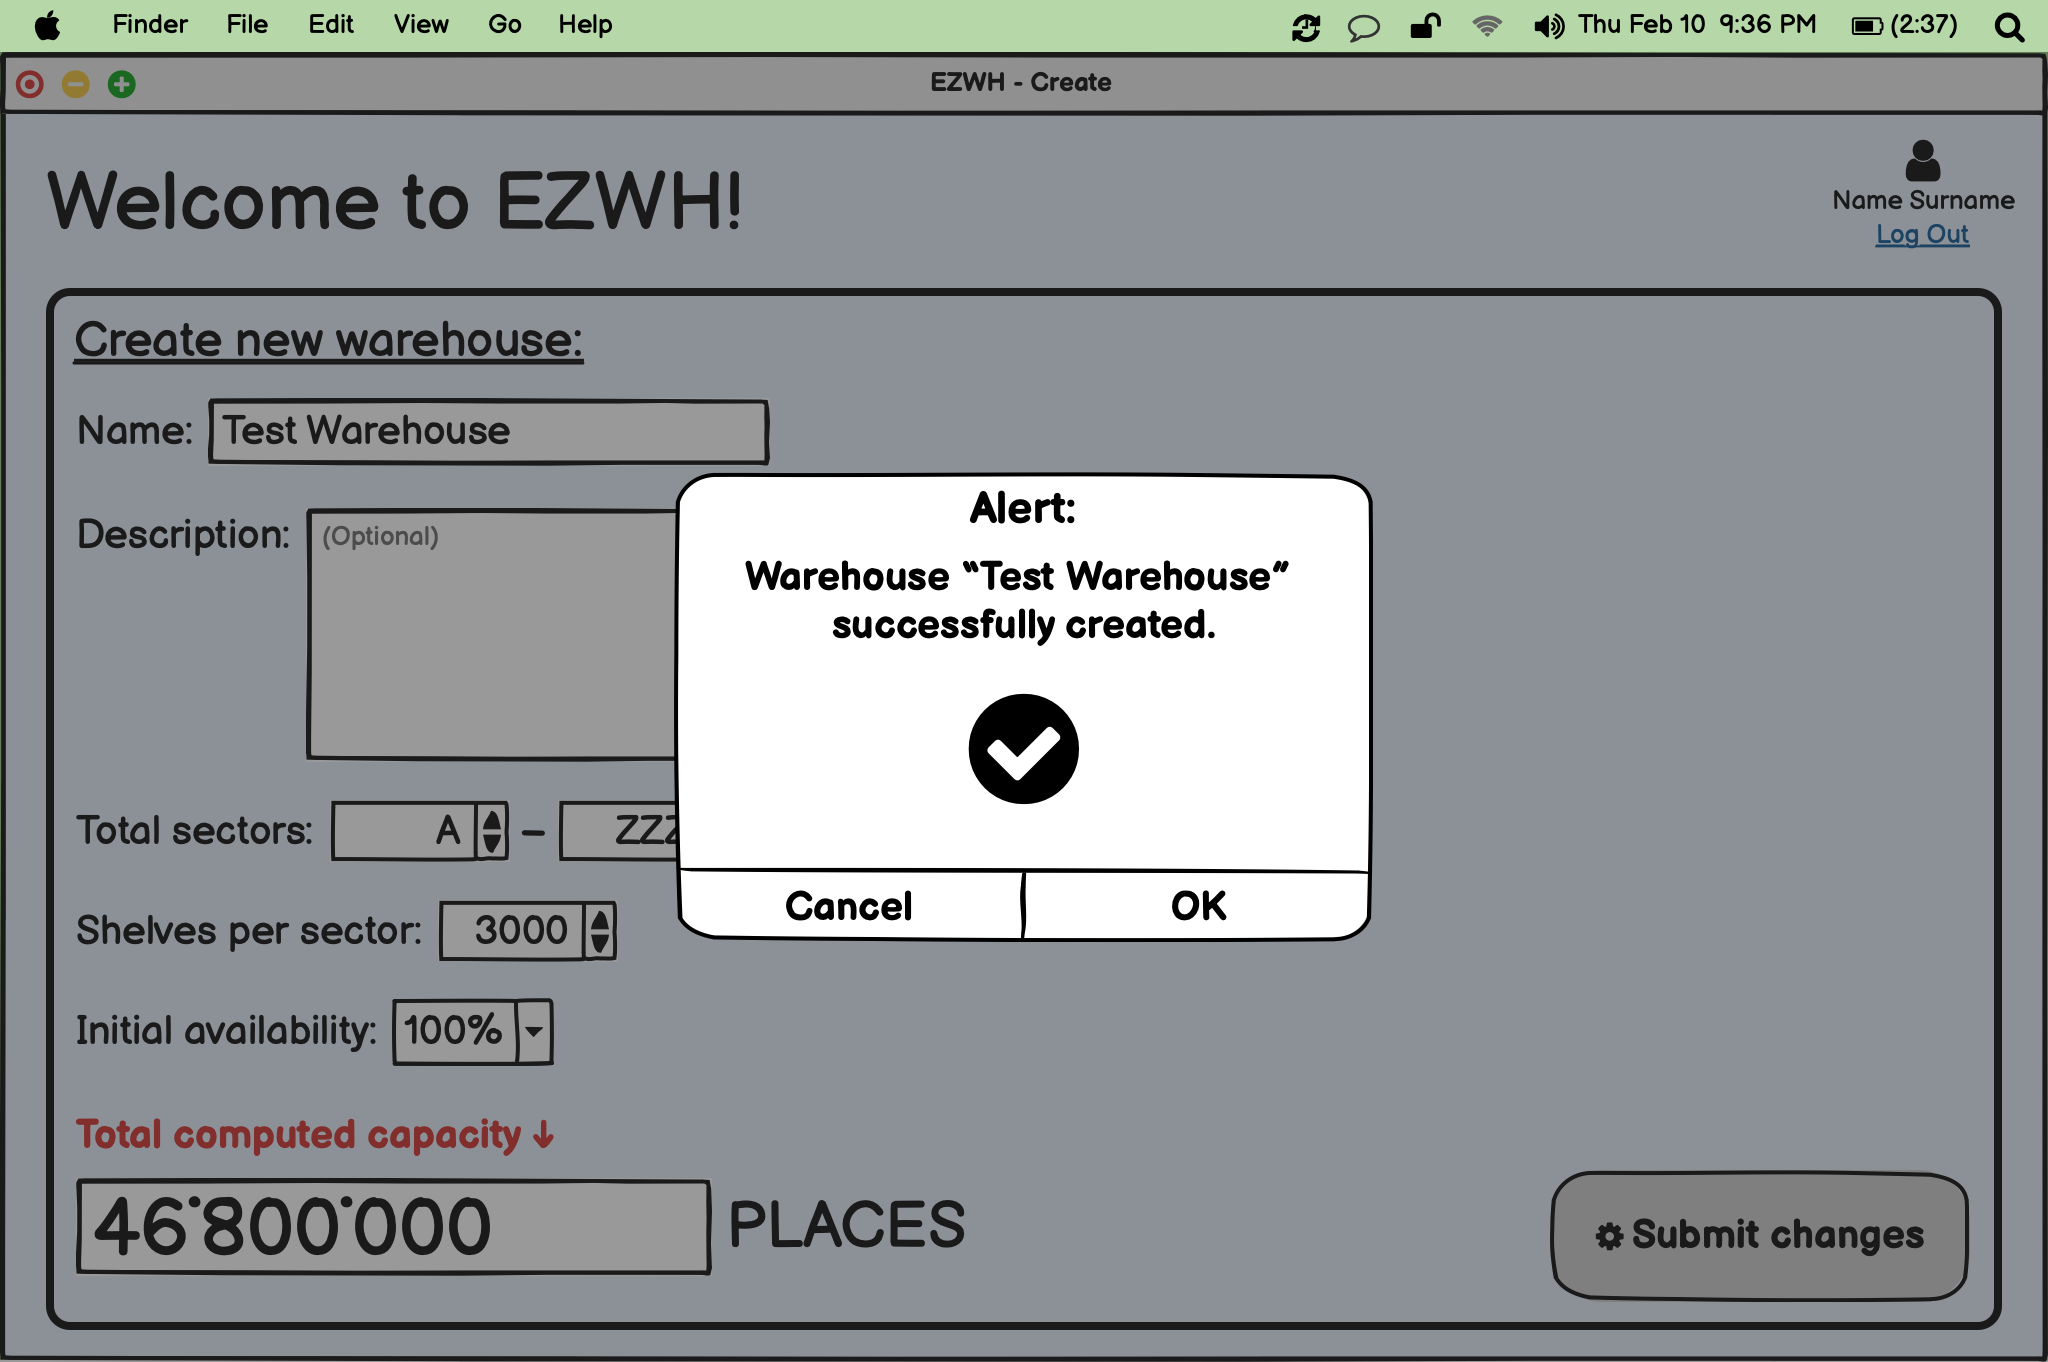 Finder File Edit View Go Help Thu Feb 10 9:36 PM (2:37)
EZWH - Create
Welcome to EZWH!
Name Surname
Log Out
Create new warehouse:
Name: Test Warehouse
Alert:
Description: (Optional)
Warehouse “Test Warehouse”
successfully created.
Total sectors: A - ZZZ
Cancel OK
Shelves per sector: 3000
Initial availability: 100%
Total computed capacity ↓
46˙800˙000 PLACES
Submit changes